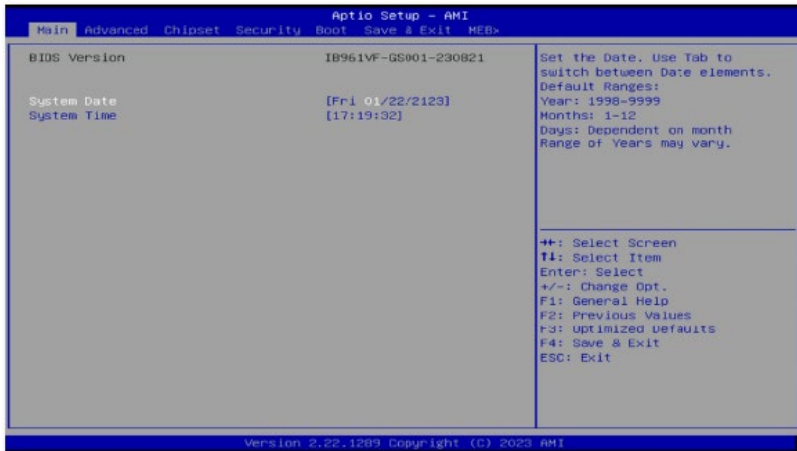 Aptio Setup - AMI
Main Advanced Chipset Security Boot Save & Exit MEBx
BIOS Version IB961VF-GS001-230821
System Date [Fri 01/22/2123]
System Time [17:19:32]
Set the Date. Use Tab to
switch between Date elements.
Default Ranges:
Year: 1998-9999
Months: 1-12
Days: Dependent on month
Range of Years may vary.
→←: Select Screen
↑↓: Select Item
Enter: Select
+/-: Change Opt.
F1: General Help
F2: Previous Values
F3: Optimized Defaults
F4: Save & Exit
ESC: Exit
Version 2.22.1289 Copyright (C) 2023 AMI